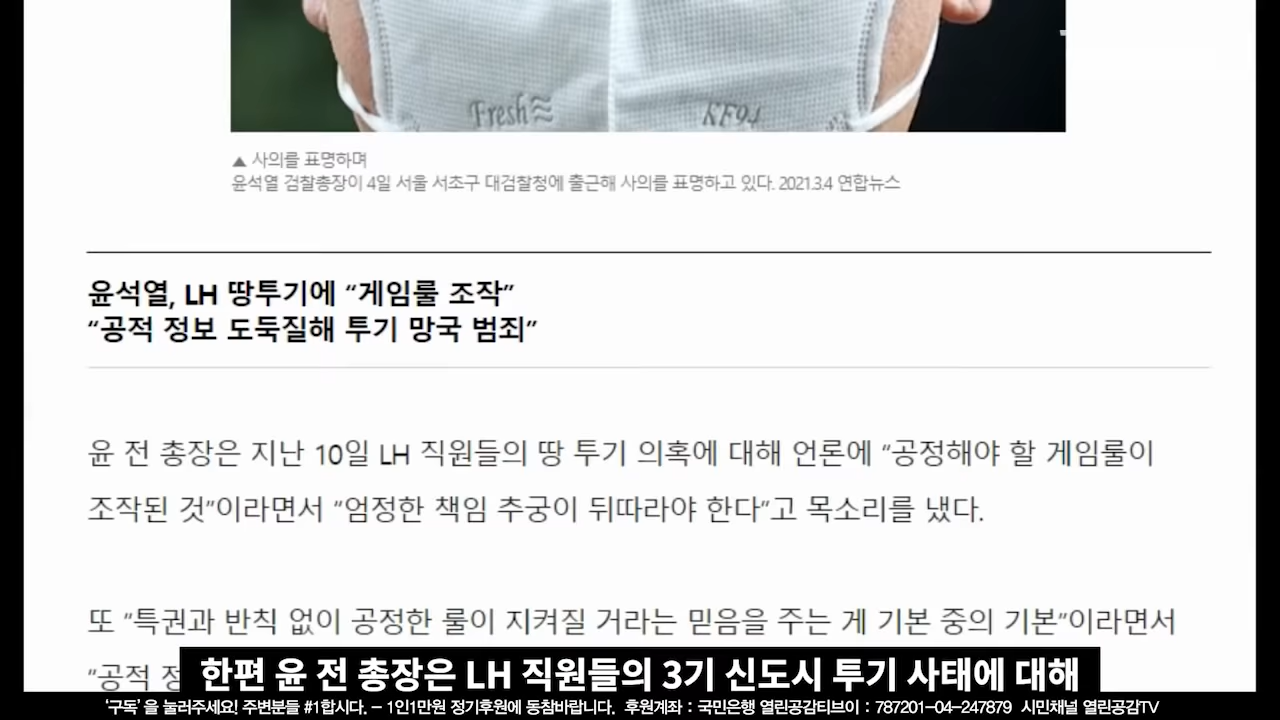 Fresh
KF94
▲ 사의를 표명하며
윤석열 검찰총장이 4일 서울 서초구 대검찰청에 출근해 사의를 표명하고 있다. 2021.3.4 연합뉴스
윤석열, LH 땅투기에 “게임룰 조작”
“공적 정보 도둑질해 투기 망국 범죄”
윤 전 총장은 지난 10일 LH 직원들의 땅 투기 의혹에 대해 언론에 “공정해야 할 게임룰이
조작된 것”이라면서 “엄정한 책임 추궁이 뒤따라야 한다”고 목소리를 냈다.
또 “특권과 반칙 없이 공정한 룰이 지켜질 거라는 믿음을 주는 게 기본 중의 기본”이라면서
“공적 정
한편 윤 전 총장은 LH 직원들의 3기 신도시 투기 사태에 대해
‘구독’을 눌러주세요! 주변분들 #1합시다. - 1인1만원 정기후원에 동참바랍니다. 후원계좌 : 국민은행 열린공감티브이 : 787201-04-247879 시민채널 열린공감TV